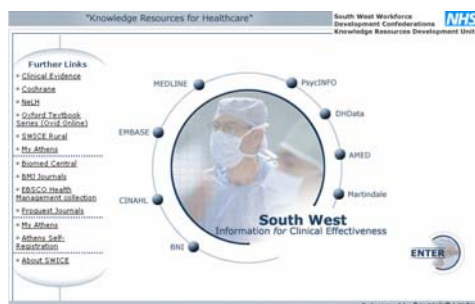 "Knowledge Resources for Healthcare"
South West Workforce
Development Confederations
Knowledge Resources Development Unit
NHS
Further Links
Clinical Evidence
Cochrane
NeLH
Oxford Textbook
Series (Ovid Online)
SWICE Rural
My Athens
Biomed Central
BMJ Journals
EBSCO Health
Management collection
Proquest Journals
My Athens
Athens Self-
Registration
About SWICE
MEDLINE
PsycINFO
EMBASE
DHData
AMED
CINAHL
Martindale
BNI
South West
Information for Clinical Effectiveness
ENTER